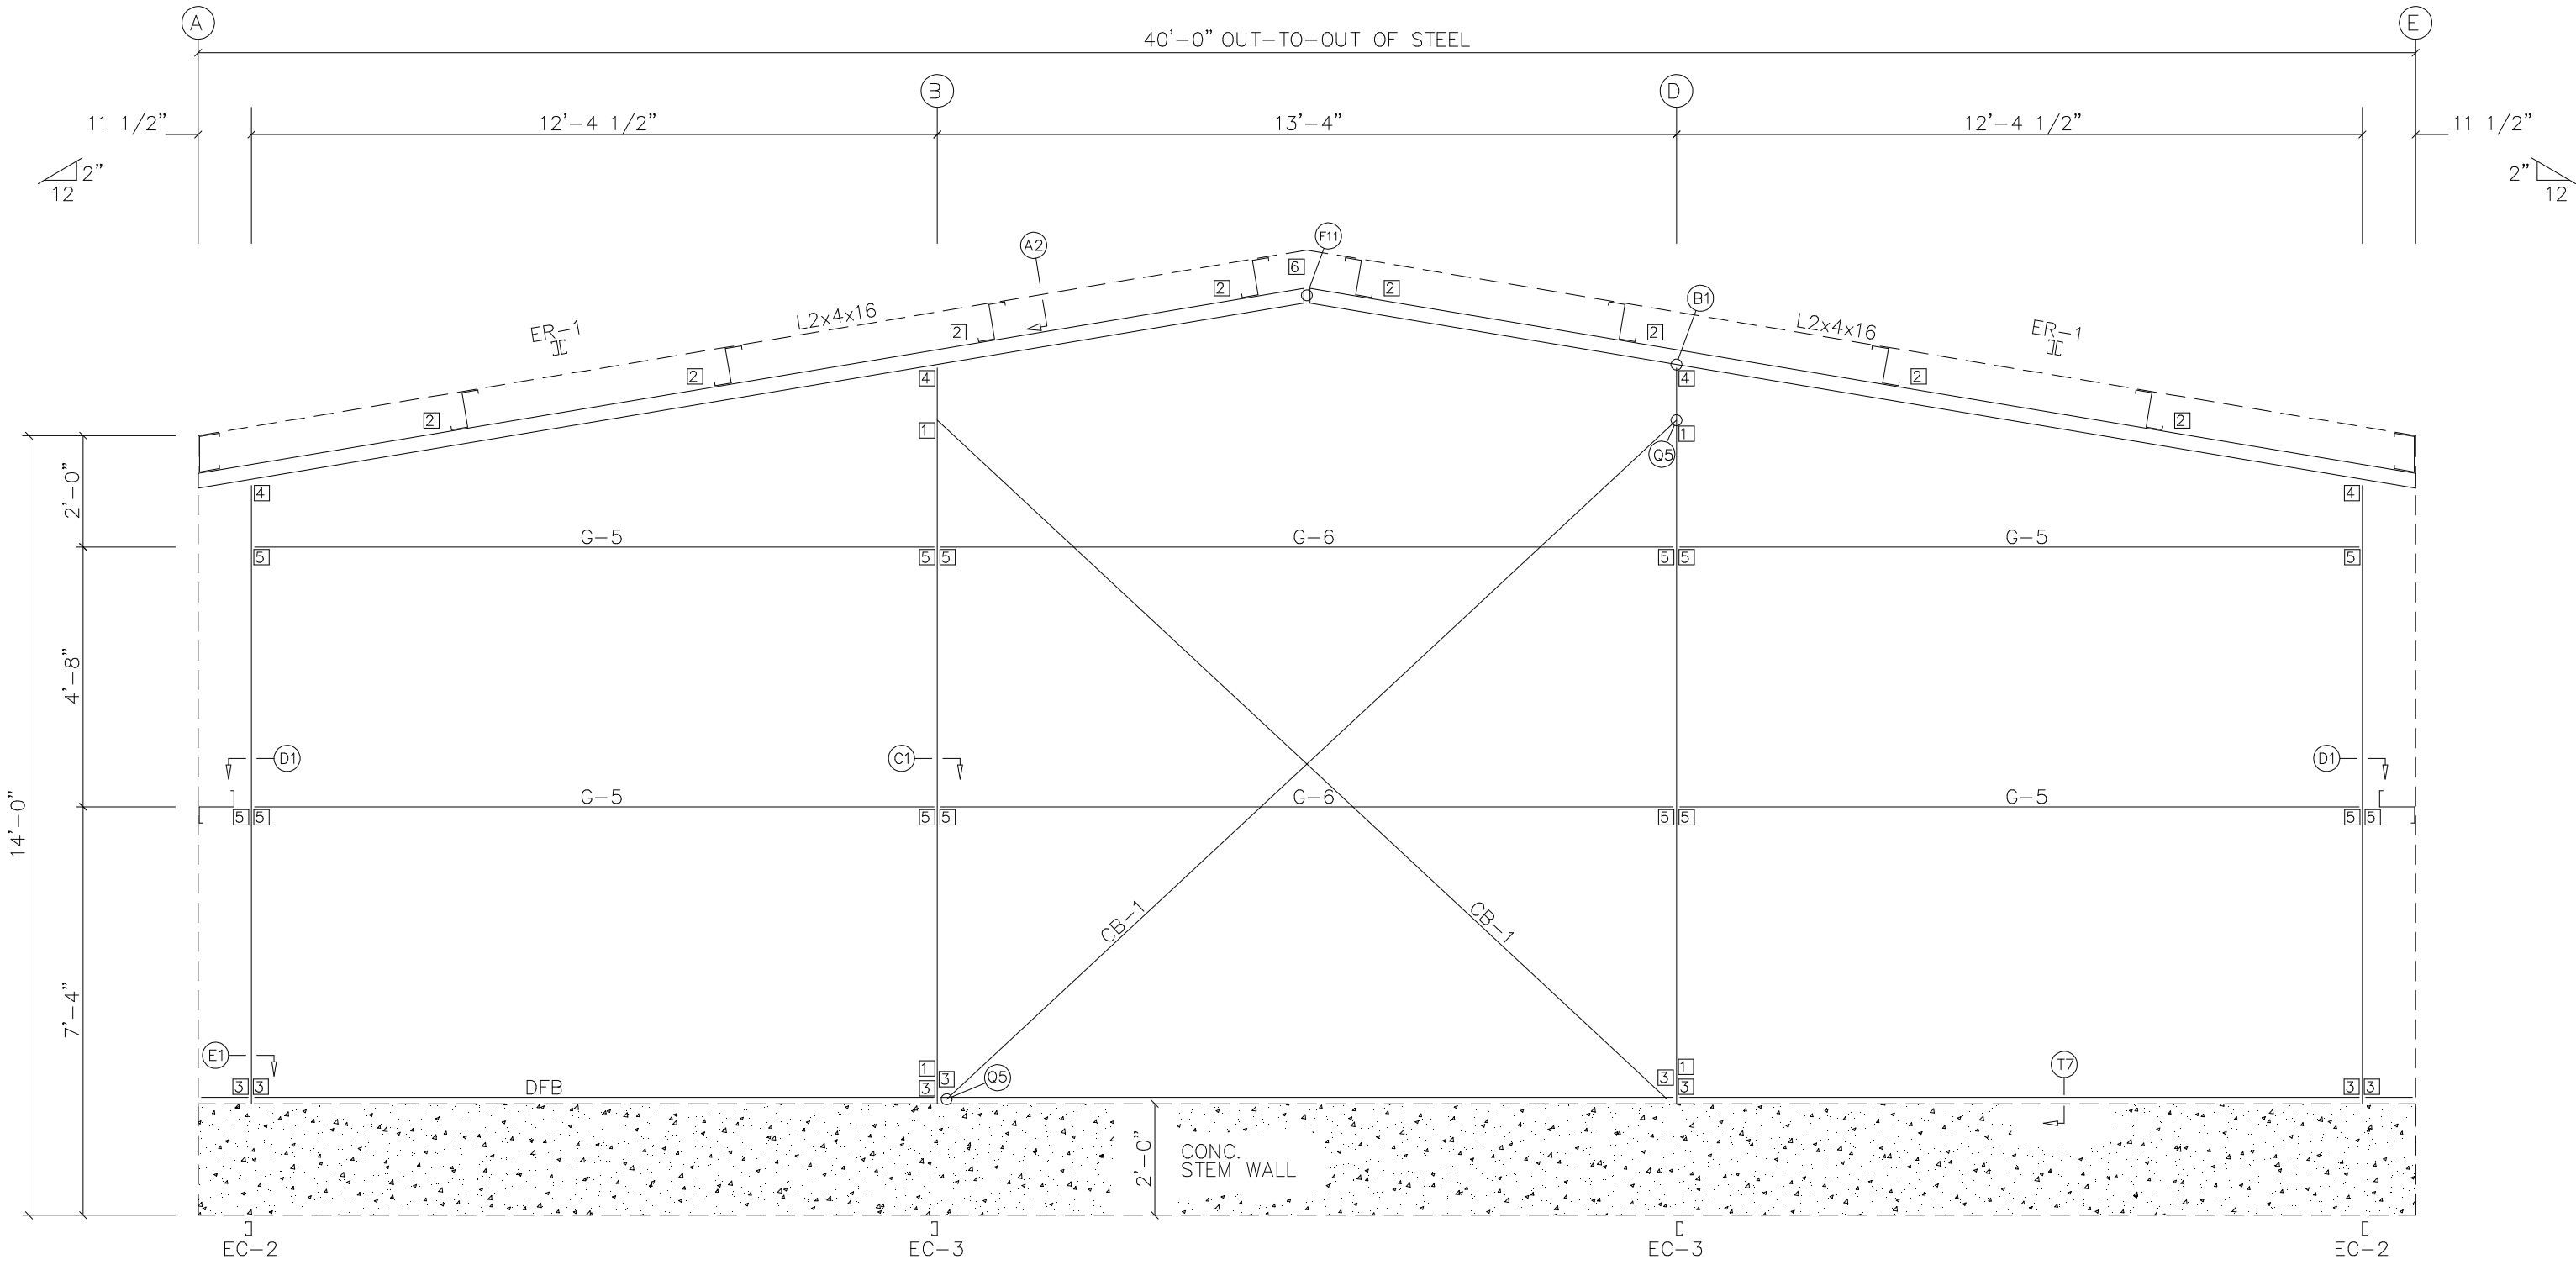 A
E
40'-0" OUT-TO-OUT OF STEEL
B
D
11 1/2"
12'-4 1/2"
13'-4"
12'-4 1/2"
11 1/2"
2"
12
2"
12
A2
F11
6
2
2
B1
ER-1
L2x4x16
2
2
L2x4x16
ER-1
2
2
2
2
4
4
1
1
Q5
2'-0"
4
4
G-5
G-6
G-5
5
5
5
5
5
5
4'-8"
D1
C1
D1
14'-0"
G-5
G-6
G-5
5
5
5
5
5
5
5
5
CB-1
CB-1
7'-4"
E1
T7
1
3
Q5
1
3
3
3
DFB
3
3
3
3
2'-0"
CONC.
STEM WALL
EC-2
EC-3
EC-3
EC-2